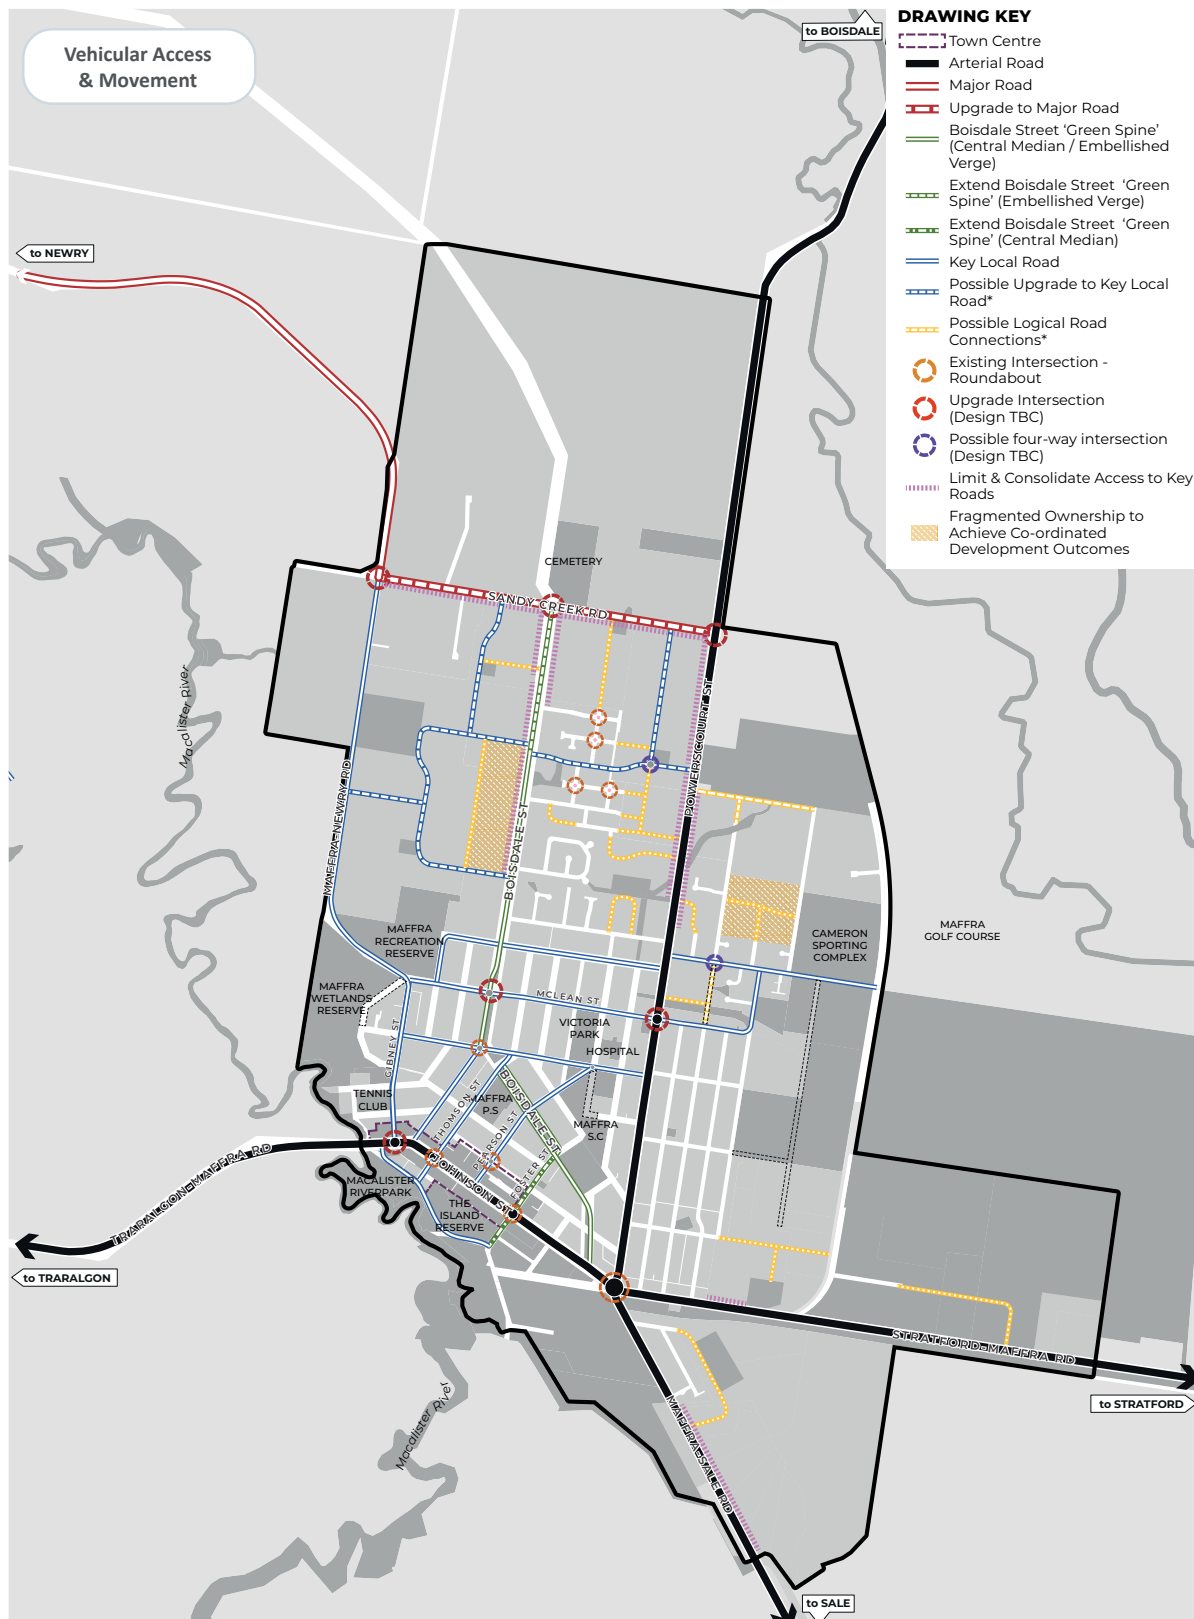 Vehicular Access
& Movement
to BOISDALE
DRAWING KEY
Town Centre
Arterial Road
Major Road
Upgrade to Major Road
Boisdale Street ‘Green Spine’
(Central Median / Embellished
Verge)
Extend Boisdale Street ‘Green
Spine’ (Embellished Verge)
Extend Boisdale Street ‘Green
Spine’ (Central Median)
Key Local Road
Possible Upgrade to Key Local
Road*
Possible Logical Road
Connections*
Existing Intersection -
Roundabout
Upgrade Intersection
(Design TBC)
Possible four-way intersection
(Design TBC)
Limit & Consolidate Access to Key
Roads
Fragmented Ownership to
Achieve Co-ordinated
Development Outcomes
to NEWRY
CEMETERY
SANDY CREEK RD
Macalister River
POWERSCOURT ST
MAFFRA-NEWRY RD
BOISDALE ST
MAFFRA
RECREATION
RESERVE
CAMERON
SPORTING
COMPLEX
MAFFRA
GOLF COURSE
MAFFRA
WETLANDS
RESERVE
MCLEAN ST
VICTORIA
PARK
HOSPITAL
GIBNEY ST
TENNIS
CLUB
THOMSON ST
MAFFRA
P.S
BOISDALE ST
PEARSON ST
MAFFRA
S.C
JOHNSON ST
FOSTER ST
TRARALGON-MAFFRA RD
MACALISTER
RIVERPARK
THE
ISLAND
RESERVE
to TRARALGON
STRATFORD-MAFFRA RD
to STRATFORD
Macalister River
MAFFRA-SALE RD
to SALE